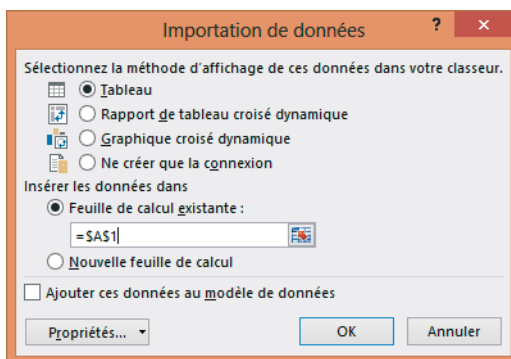 Importation de données ? ×
Sélectionnez la méthode d'affichage de ces données dans votre classeur.
Tableau
Rapport de tableau croisé dynamique
Graphique croisé dynamique
Ne créer que la connexion
Insérer les données dans
Feuille de calcul existante :
=$A$1
Nouvelle feuille de calcul
Ajouter ces données au modèle de données
Propriétés... OK Annuler